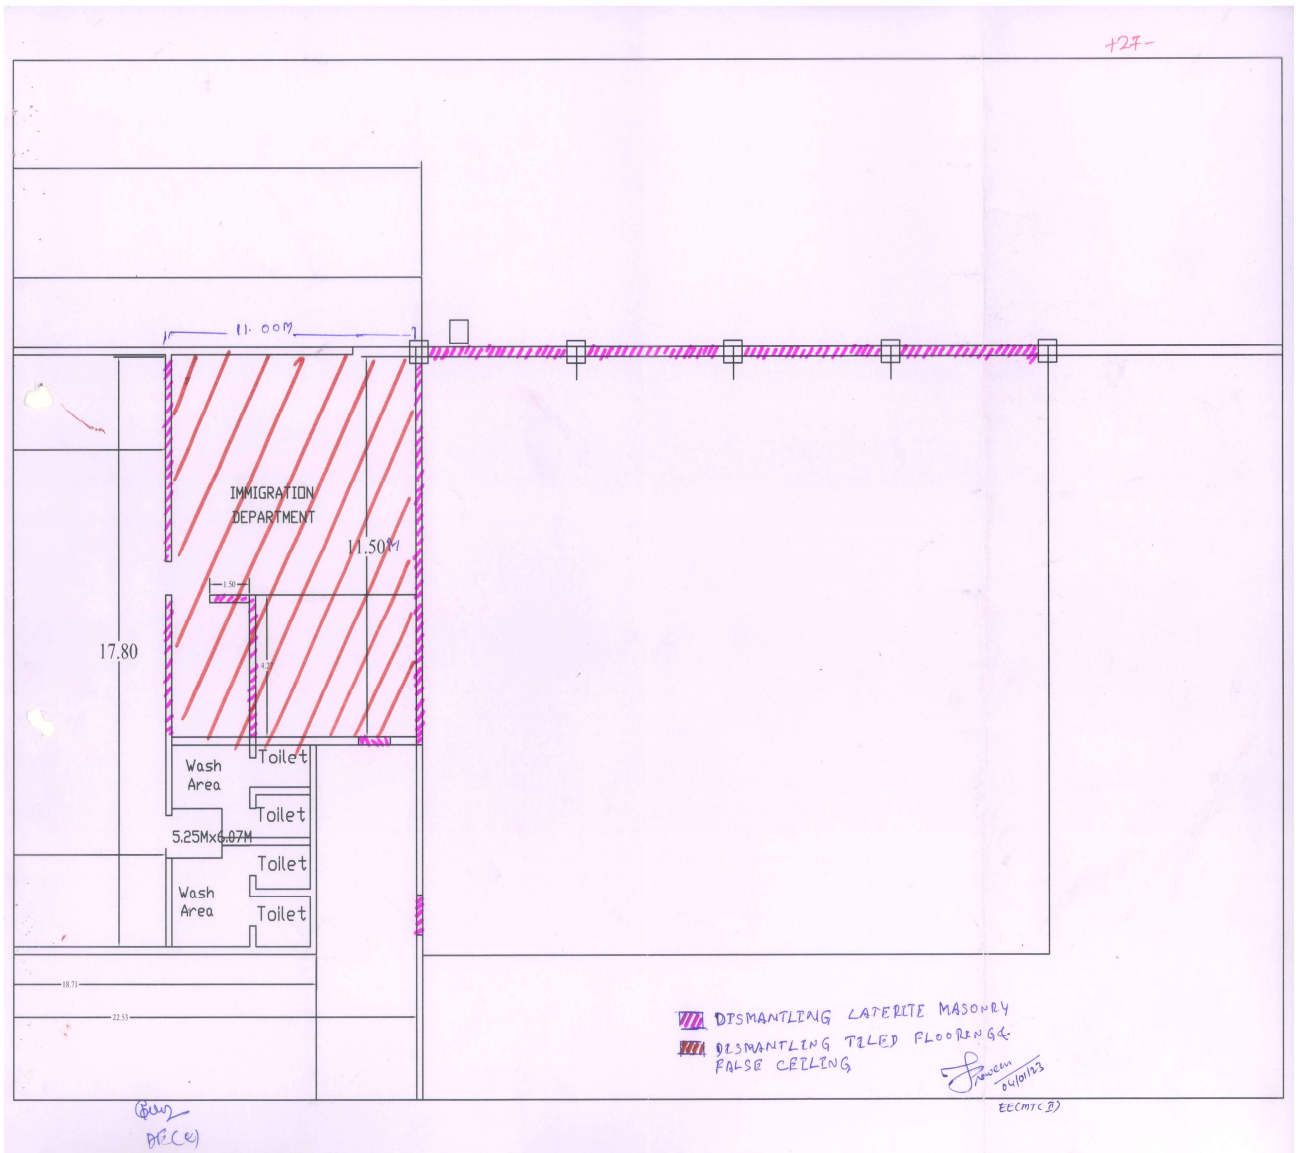 +27-
11.00M
IMMIGRATION
DEPARTMENT
11.50M
1.50
17.80
4.27
Wash
Area
Toilet
Toilet
5.25Mx6.07M
Toilet
Wash
Area
Toilet
18.71
22.53
DISMANTLING LATERITE MASONRY
DISMANTLING TILED FLOORING &
FALSE CEILING
04/01/23
EE(MTC II)